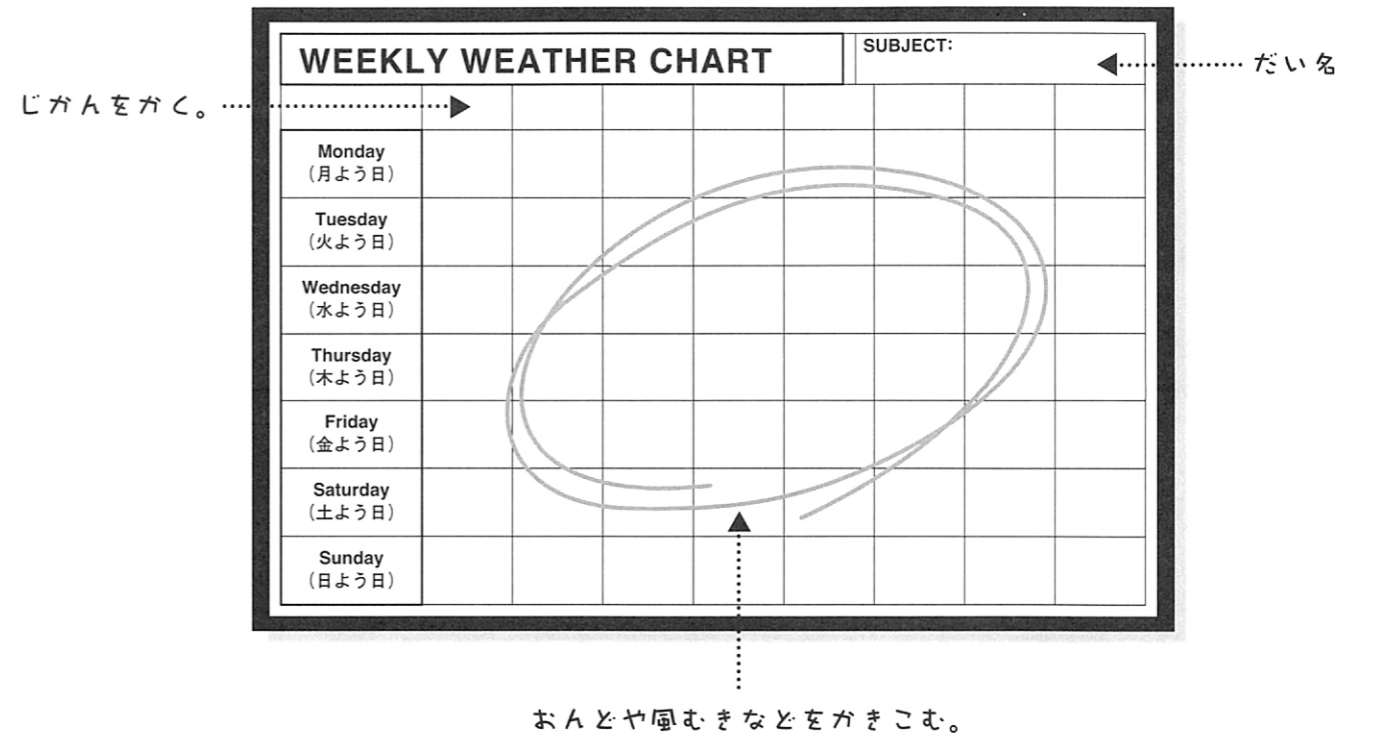 WEEKLY WEATHER CHART
SUBJECT:
だい名
じかんをかく。
Monday
(月よう日)
Tuesday
(火よう日)
Wednesday
(水よう日)
Thursday
(木よう日)
Friday
(金よう日)
Saturday
(土よう日)
Sunday
(日よう日)
おんどや風むきなどをかきこむ。